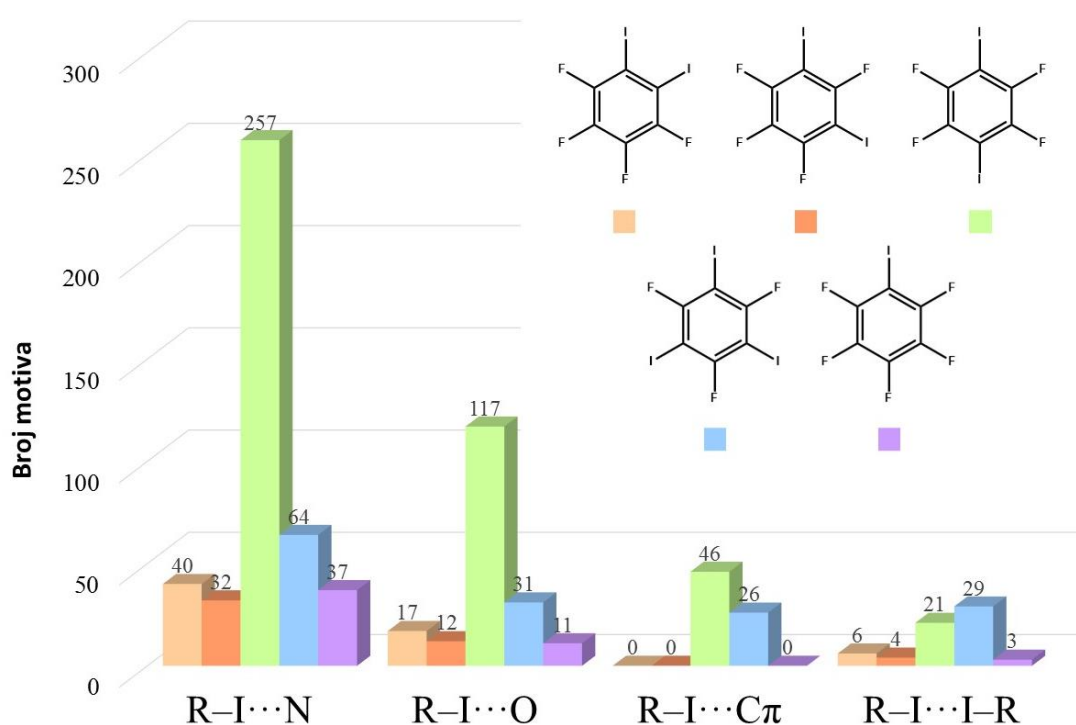 Broj motiva
300
250
200
150
100
50
0
I
F
I
F
F
F
I
F
F
F
I
F
I
F
F
F
F
I
I
F
F
I
I
F
I
F
F
F
F
F
257
40
32
64
37
117
17
12
31
11
0
0
46
26
0
6
4
21
29
3
R–I···N
R–I···O
R–I···Cπ
R–I···I–R